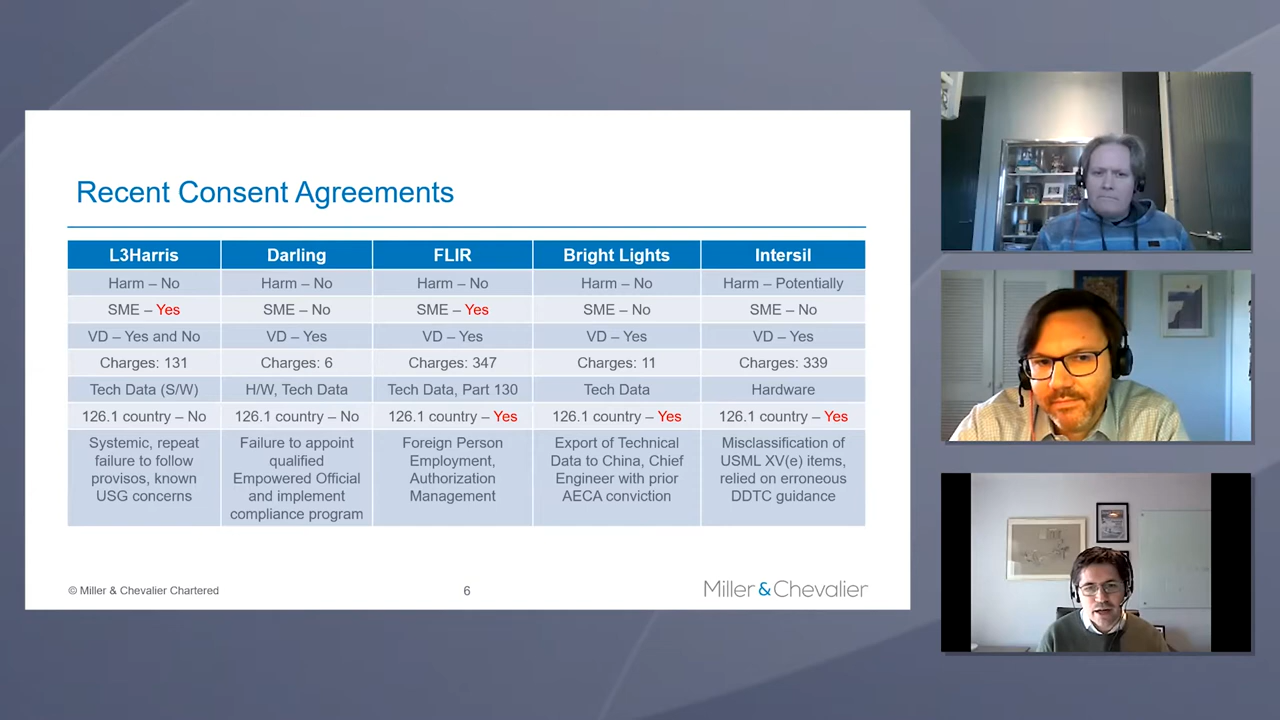 Recent Consent Agreements
L3Harris Darling FLIR Bright Lights Intersil
Harm – No Harm – No Harm – No Harm – No Harm – Potentially
SME – Yes SME – No SME – Yes SME – No SME – No
VD – Yes and No VD – Yes VD – Yes VD – Yes VD – Yes
Charges: 131 Charges: 6 Charges: 347 Charges: 11 Charges: 339
Tech Data (S/W) H/W, Tech Data Tech Data, Part 130 Tech Data Hardware
126.1 country – No 126.1 country – No 126.1 country – Yes 126.1 country – Yes 126.1 country – Yes
Systemic, repeat
failure to follow
provisos, known
USG concerns
Failure to appoint
qualified
Empowered Official
and implement
compliance program
Foreign Person
Employment,
Authorization
Management
Export of Technical
Data to China, Chief
Engineer with prior
AECA conviction
Misclassification of
USML XV(e) items,
relied on erroneous
DDTC guidance
© Miller & Chevalier Chartered 6 Miller&Chevalier